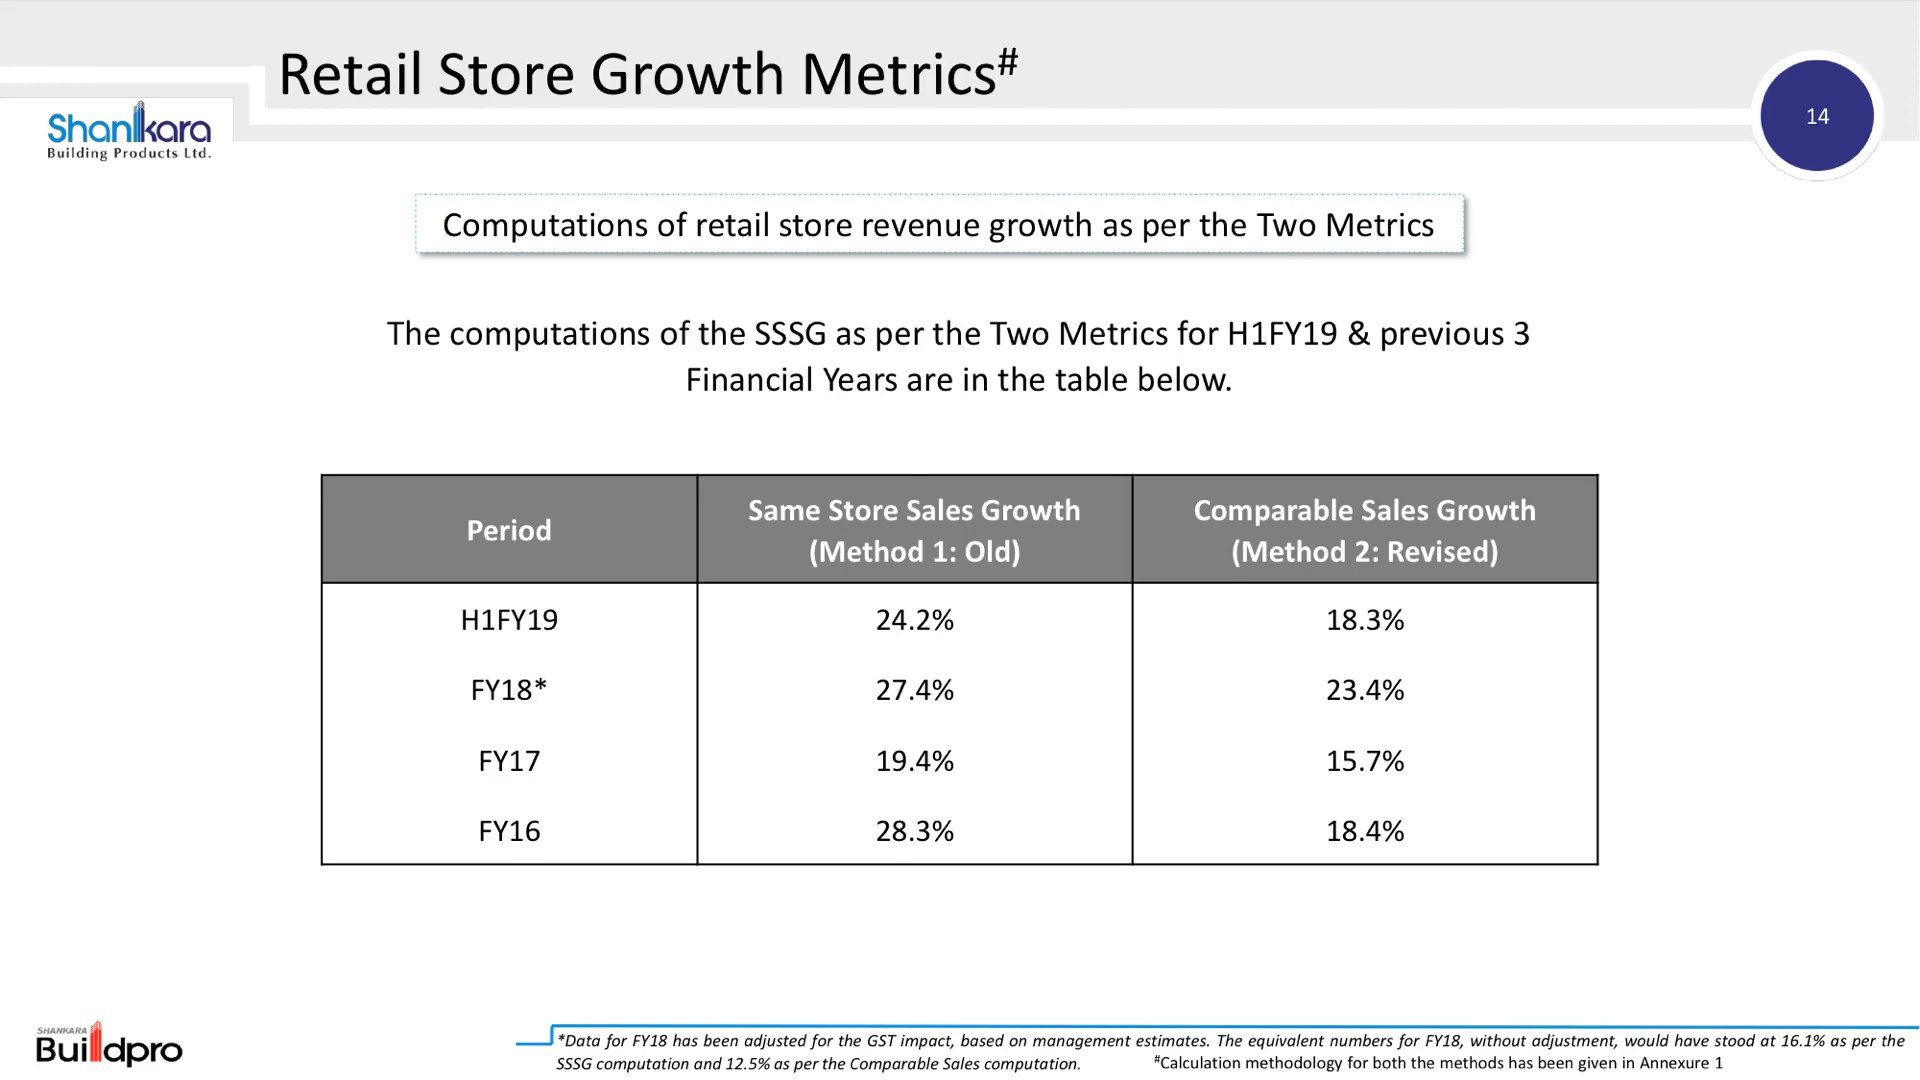 Retail Store Growth Metrics#
14
Shankara
Building Products Ltd.
Computations of retail store revenue growth as per the Two Metrics
The computations of the SSSG as per the Two Metrics for H1FY19 & previous 3
Financial Years are in the table below.
Period
Same Store Sales Growth
(Method 1: Old)
Comparable Sales Growth
(Method 2: Revised)
H1FY19 24.2% 18.3%
FY18* 27.4% 23.4%
FY17 19.4% 15.7%
FY16 28.3% 18.4%
SHANKARA
Buildpro
*Data for FY18 has been adjusted for the GST impact, based on management estimates. The equivalent numbers for FY18, without adjustment, would have stood at 16.1% as per the
SSSG computation and 12.5% as per the Comparable Sales computation.
#Calculation methodology for both the methods has been given in Annexure 1